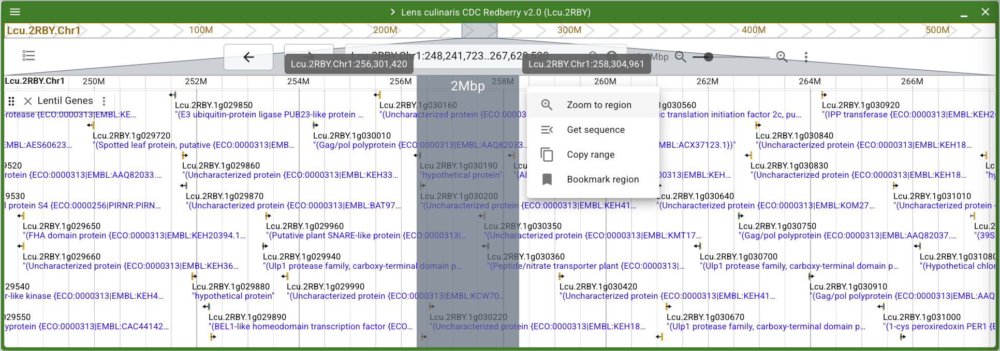 Lens culinaris CDC Redberry v2.0 (Lcu.2RBY)
Lcu.2RBY.Chr1 100M 200M 300M 400M 500M
Lcu.2RBY.Chr1:248,241,723..267,629,520 19.4Mbp
Lcu.2RBY.Chr1:256,301,420 Lcu.2RBY.Chr1:258,304,961
Lcu.2RBY.Chr1 250M 252M 254M 256M 258M 260M 262M 264M 266M
2Mbp
Lentil Genes
Zoom to region
Get sequence
Copy range
Bookmark region
Lcu.2RBY.1g029850 Lcu.2RBY.1g030160 1g030560 Lcu.2RBY.1g030920
rotease {ECO:0000313|EMBL:KE... "(E3 ubiquitin-protein ligase PUB23-like protein ... "(Uncharacterized protein {ECO:0003 c translation initiation factor 2c, pu... "(IPP transferase {ECO:0000313|EMBL:KEH2
Lcu.2RBY.1g029720 Lcu.2RBY.1g030010 Lcu.2RBY.1g030840
EMBL:AES60623... "(Spotted leaf protein, putative {ECO:0000313|EMB... "(Gag/pol polyprotein {ECO:0000313|EMBL:AAQ82033... MBL:ACX37123.1})" "(Uncharacterized protein {ECO:0000313|EMBL:KEH18...
9520 Lcu.2RBY.1g029860 Lcu.2RBY.1g030190 Lcu Lcu.2RBY.1g030830 Lc
rotein {ECO:0000313|EMBL:AAQ82033.... "(Uncharacterized protein {ECO:0000313|EMBL:KEH33... "hypothetical protein" "(Al 0313|EMBL:KEH... "(Uncharacterized protein {ECO:0000313|EMBL:KEH18... "hy
9530 Lcu.2RBY.1g029870 Lcu.2RBY.1g030200 Lcu.2RBY.1g030640 Lcu.2RBY.1g031010
l protein S4 {ECO:0000256|PIRNR:PIRN... "(Uncharacterized protein {ECO:0000313|EMBL:BAT97... "(Uncharacterized protein {ECO:0000313|EMBL:KEH41... "(Uncharacterized protein {ECO:0000313|EMBL:KOM27... "(Uncharacterized protein
Lcu.2RBY.1g029650 Lcu.2RBY.1g029960 Lcu.2RBY.1g030350 Lcu.2RBY.1g030750 Lcu.2
"(FHA domain protein {ECO:0000313|EMBL:KEH20394.1... "(Putative plant SNARE-like protein {ECO:0000313|... "(Uncharacterized protein {ECO:0000313|EMBL:KMT17... "(Gag/pol polyprotein {ECO:0000313|EMBL:AAQ82037.... "(39S
Lcu.2RBY.1g029660 Lcu.2RBY.1g029940 Lcu.2RBY.1g030360 Lcu.2RBY.1g030700 Lcu.2RBY.1g031080
"(Uncharacterized protein {ECO:0000313|EMBL:KEH36... "(Ulp1 protease family, carboxy-terminal domain p... "(Peptide/nitrate transporter plant {ECO:0000313|... "(Ulp1 protease family, carboxy-terminal domain p... "(Hypothetical chlor
29540 Lcu.2RBY.1g029880 Lcu.2RBY.1g029990 Lcu.2RBY.1g030420 Lcu.2RBY.1g030910
r-like kinase {ECO:0000313|EMBL:KEH4... "hypothetical protein" "(Uncharacterized protein {ECO:0000313|EMBL:KCW70... "(Uncharacterized protein {ECO:0000313|EMBL:KEH41... "(Gag/pol polyprotein {ECO:0000313|EMBL:AAQ
29550 Lcu.2RBY.1g029890 Lcu.2RBY.1g030220 Lcu.2RBY.1g030670 Lcu.2RBY.1g031000
yprotein {ECO:0000313|EMBL:CAC44142... "(BEL1-like homeodomain transcription factor {ECO... "(Uncharacterized protein {ECO:0000313|EMBL:KEH18... "(Ulp1 protease family, carboxy-terminal domain p... "(1-cys peroxiredoxin PER1 {E